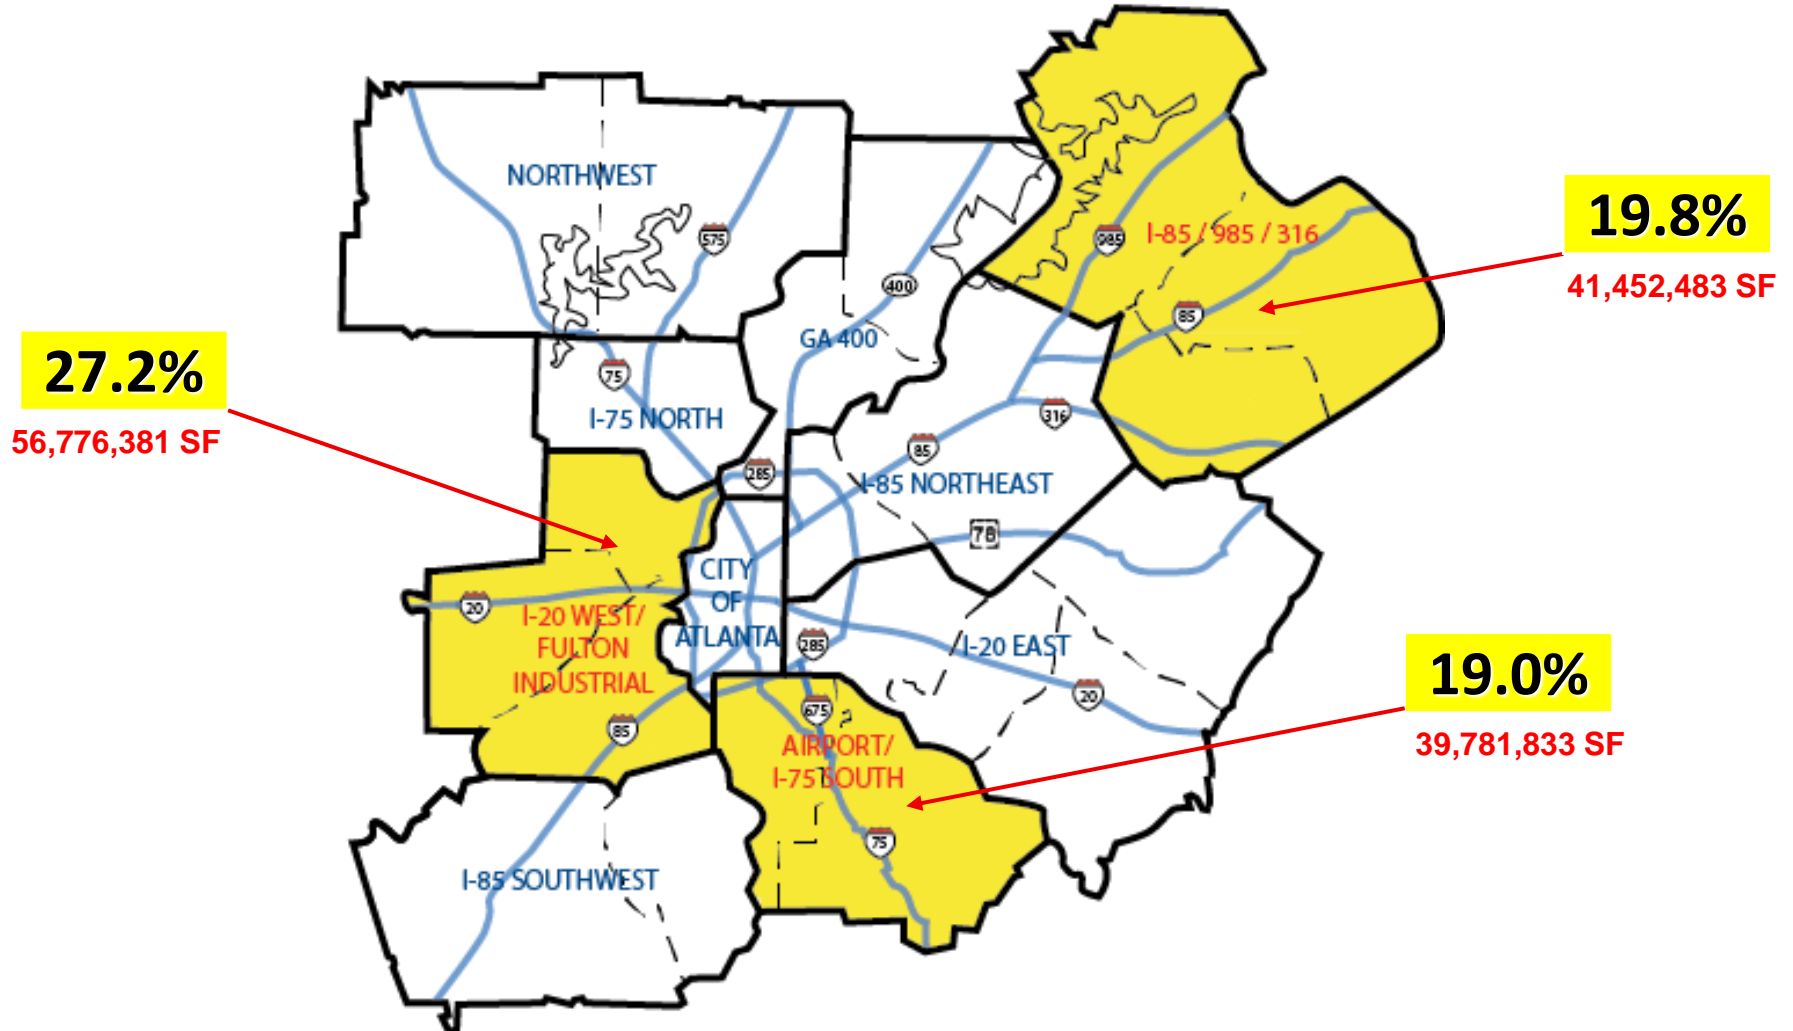 NORTHWEST
575
I-85 / 985 / 316
985
19.8%
41,452,483 SF
400
85
GA 400
27.2%
56,776,381 SF
75
I-75 NORTH
316
85
285
I-85 NORTHEAST
78
CITY
OF
ATLANTA
20
I-20 WEST/
FULTON
INDUSTRIAL
285
I-20 EAST
20
19.0%
39,781,833 SF
85
675
AIRPORT/
I-75 SOUTH
75
I-85 SOUTHWEST